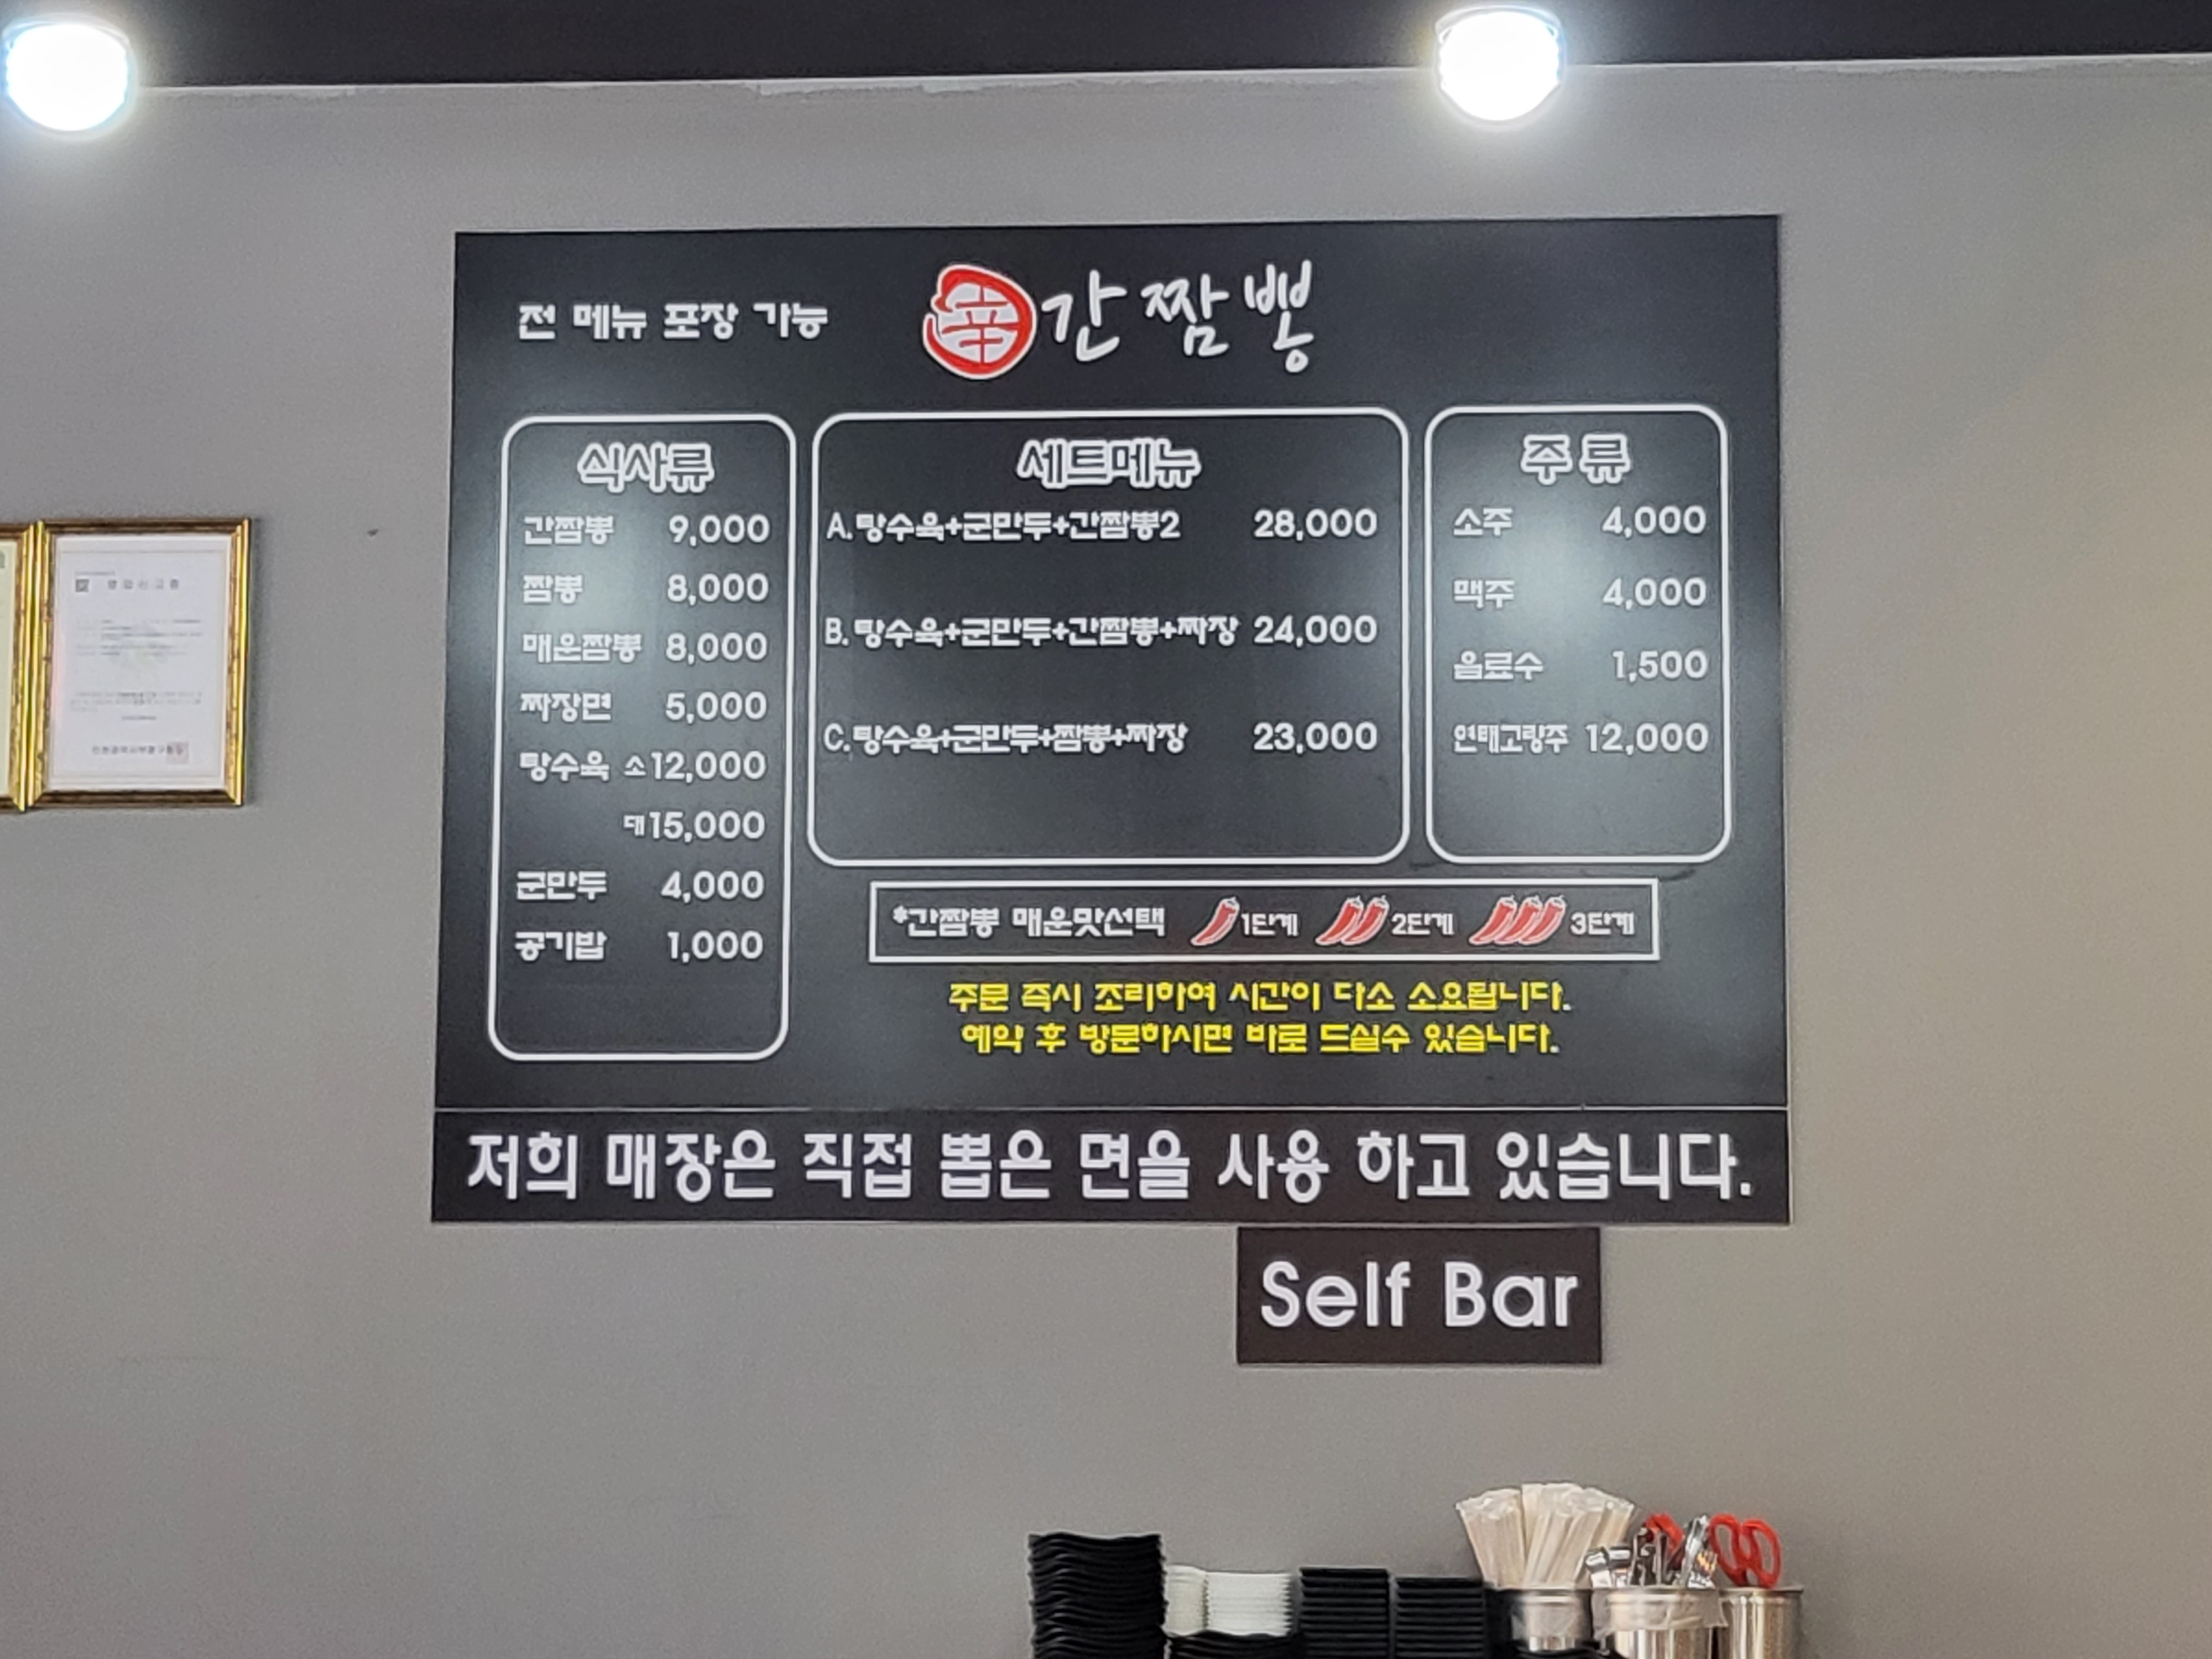 전 메뉴 포장 가능
辛 간짬뽕
식사류
간짬뽕 9,000
짬뽕 8,000
매운짬뽕 8,000
짜장면 5,000
탕수육 소 12,000
대 15,000
군만두 4,000
공기밥 1,000
세트메뉴
A. 탕수육+군만두+간짬뽕2 28,000
B. 탕수육+군만두+간짬뽕+짜장 24,000
C. 탕수육+군만두+짬뽕+짜장 23,000
주류
소주 4,000
맥주 4,000
음료수 1,500
연태고량주 12,000
*간짬뽕 매운맛선택 1단계 2단계 3단계
주문 즉시 조리하여 시간이 다소 소요됩니다.
예약 후 방문하시면 바로 드실수 있습니다.
저희 매장은 직접 뽑은 면을 사용 하고 있습니다.
Self Bar
영업신고증